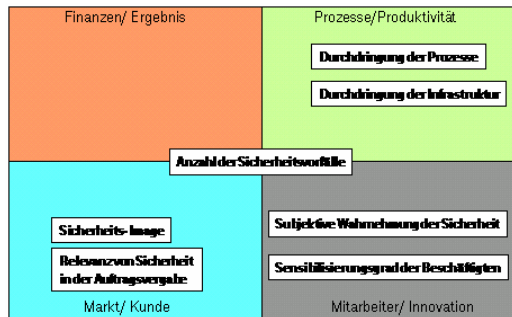 Finanzen/ Ergebnis
Prozesse/Produktivität
Durchdringung der Prozesse
Durchdringung der Infrastruktur
Anzahl der Sicherheitsvorfälle
Sicherheits-Image
Relevanz von Sicherheit
in der Auftragsvergabe
Markt/ Kunde
Subjektive Wahrnehmung der Sicherheit
Sensibilisierungsgrad der Beschäftigten
Mitarbeiter/ Innovation